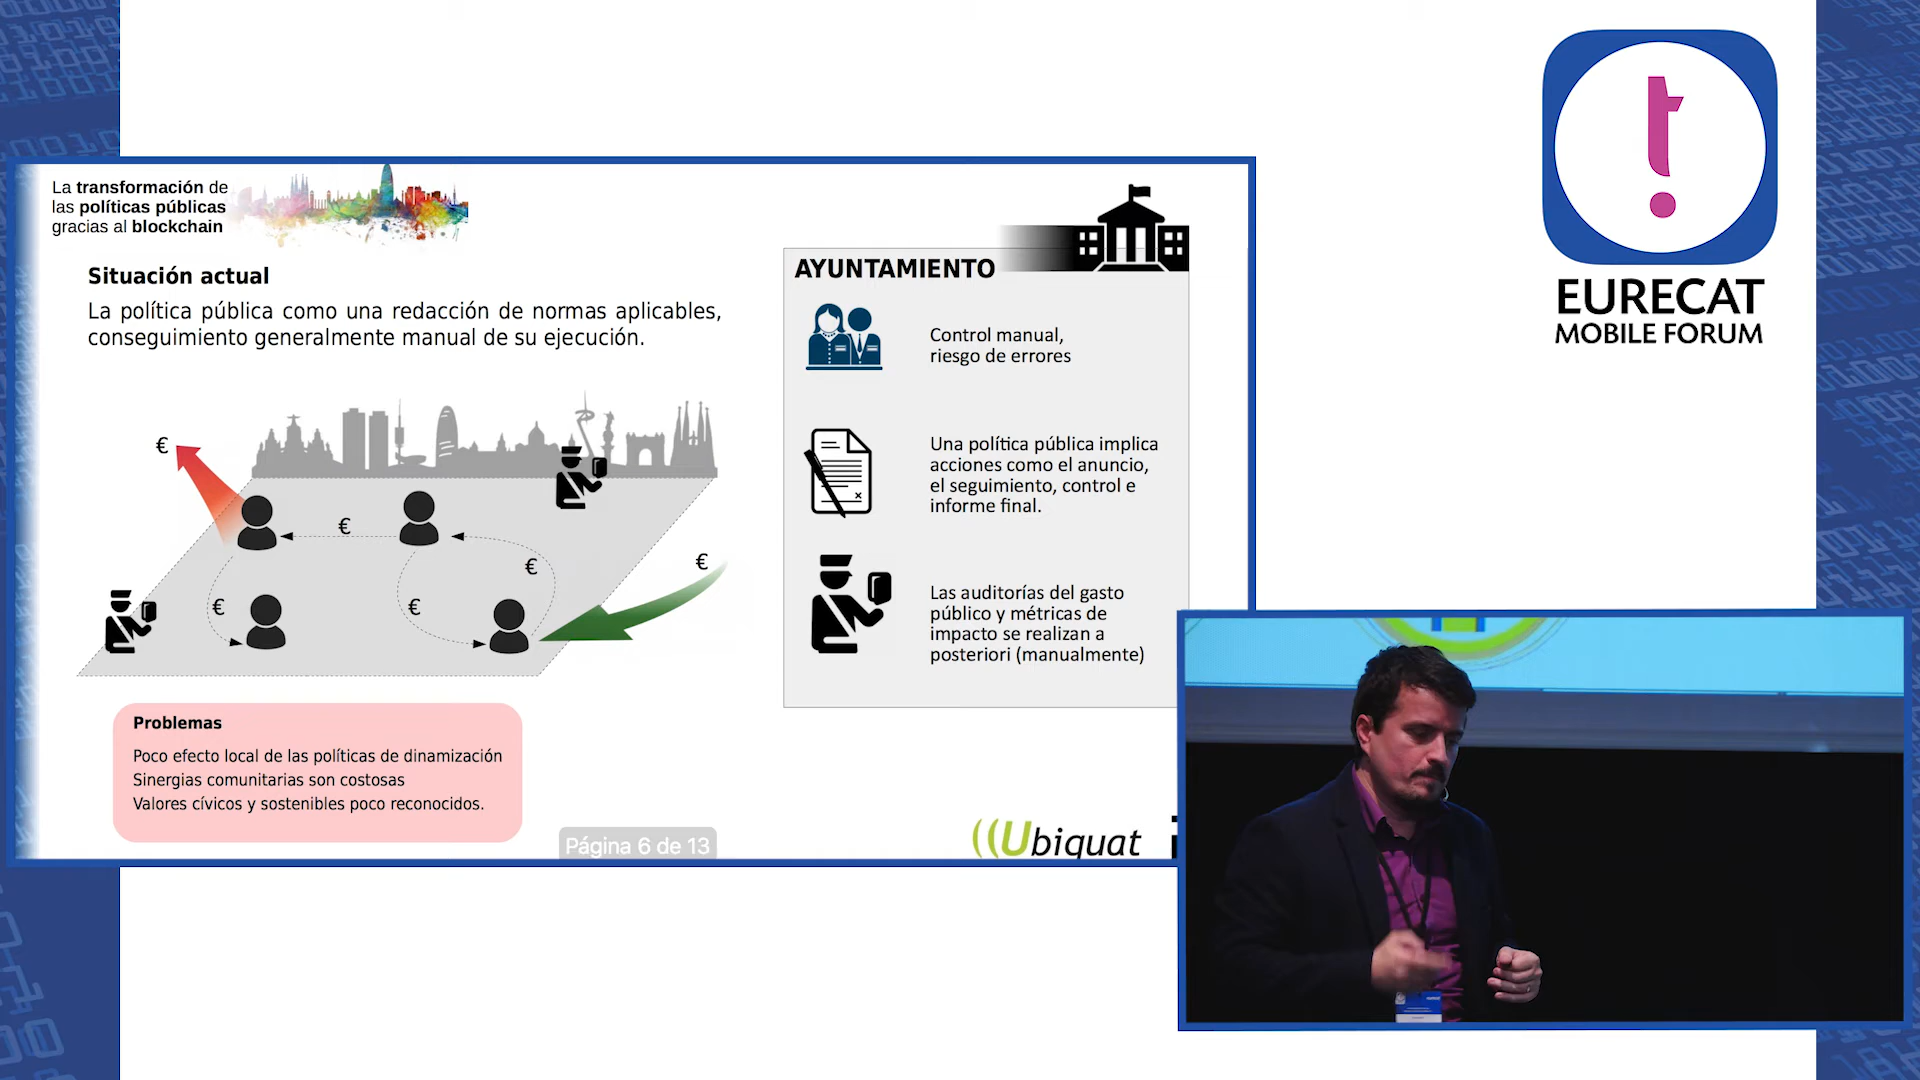 La transformación de
las políticas públicas
gracias al blockchain
Situación actual
La política pública como una redacción de normas aplicables,
conseguimiento generalmente manual de su ejecución.
€
€
€
€
€
€
Problemas
Poco efecto local de las políticas de dinamización
Sinergias comunitarias son costosas
Valores cívicos y sostenibles poco reconocidos.
AYUNTAMIENTO
Control manual,
riesgo de errores
Una política pública implica
acciones como el anuncio,
el seguimiento, control e
informe final.
Las auditorías del gasto
público y métricas de
impacto se realizan a
posteriori (manualmente)
Página 6 de 13
((Ubiquat
EURECAT
MOBILE FORUM